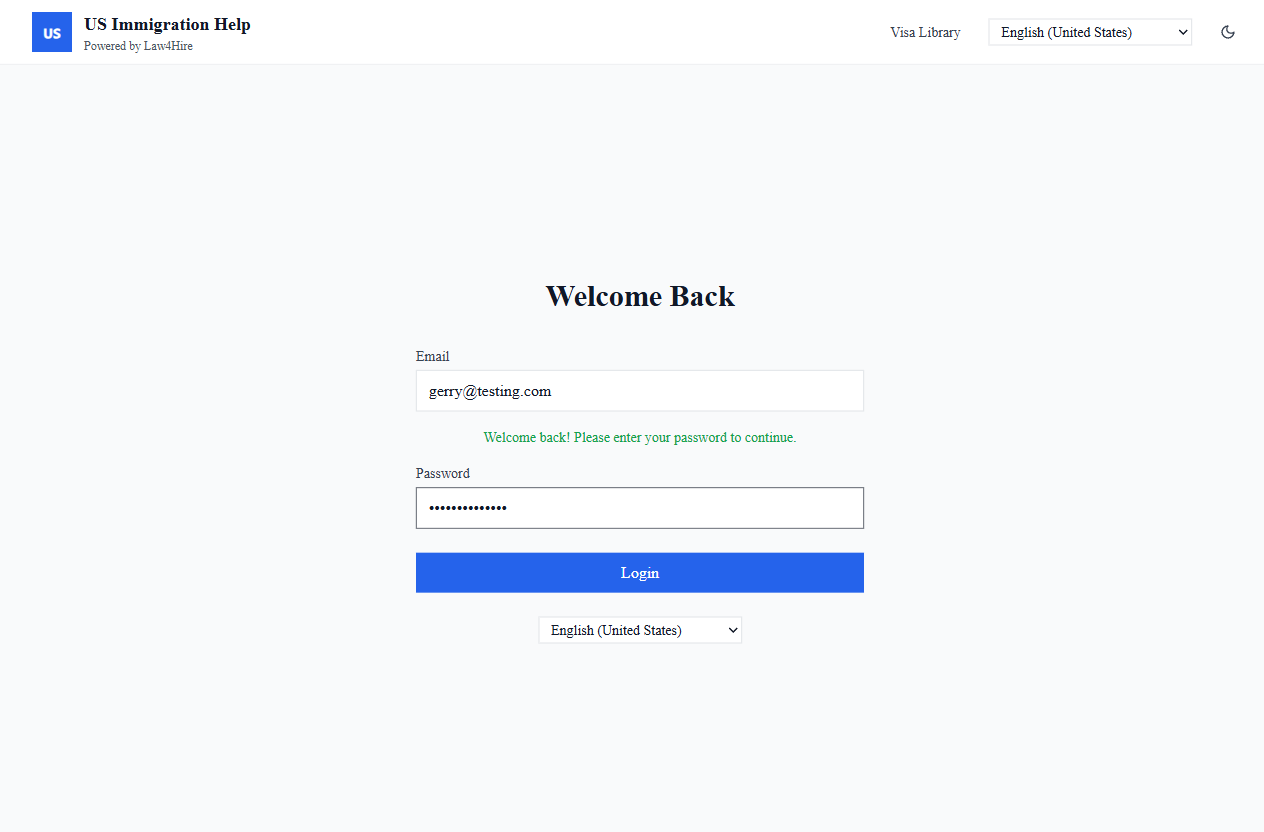 US
US Immigration Help
Powered by Law4Hire
Visa Library
English (United States)
Welcome Back
Email
gerry@testing.com
Welcome back! Please enter your password to continue.
Password
••••••••••••••
Login
English (United States)